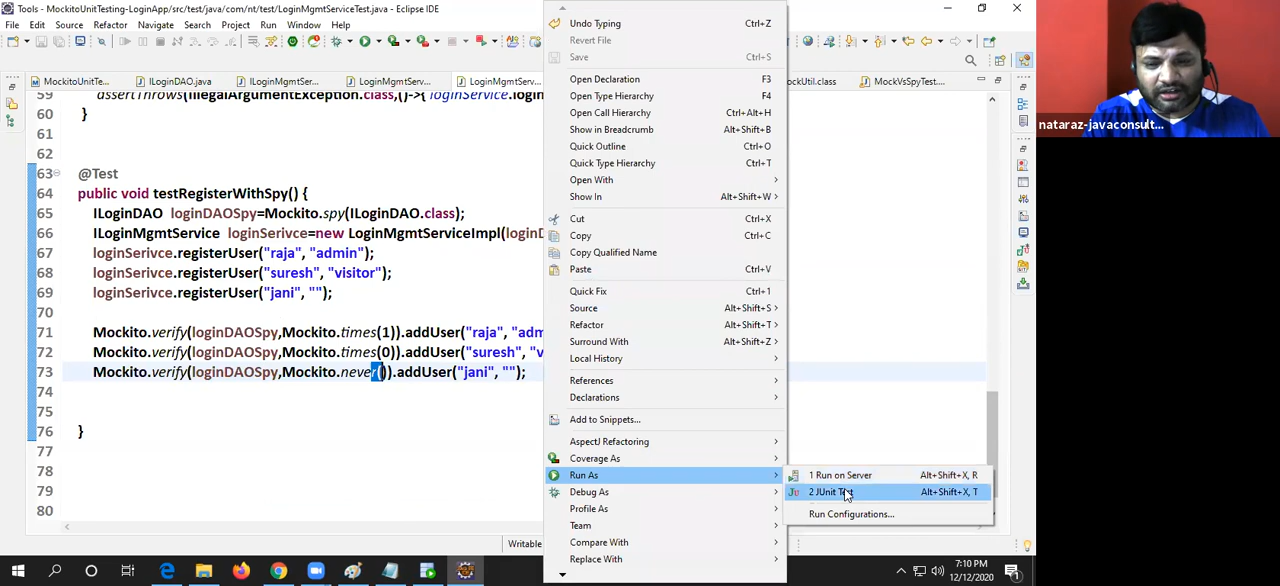 Tools - MockitoUnitTesting-LoginApp/src/test/java/com/nt/test/LoginMgmtServiceTest.java - Eclipse IDE
File Edit Source Refactor Navigate Search Project Run Window Help
MockitoUnitTe... ILoginDAO.java ILoginMgmtSer... LoginMgmtServ... LoginMgmtServ... ockUtil.class MockVsSpyTest....
59 assertThrows(IllegalArgumentException.class,()->{ loginService.login
60 }
61
62
63 @Test
64 public void testRegisterWithSpy() {
65 ILoginDAO loginDAOSpy=Mockito.spy(ILoginDAO.class);
66 ILoginMgmtService loginSerivce=new LoginMgmtServiceImpl(loginD
67 loginSerivce.registerUser("raja", "admin");
68 loginSerivce.registerUser("suresh", "visitor");
69 loginSerivce.registerUser("jani", "");
70
71 Mockito.verify(loginDAOSpy,Mockito.times(1)).addUser("raja", "adm
72 Mockito.verify(loginDAOSpy,Mockito.times(0)).addUser("suresh", "v
73 Mockito.verify(loginDAOSpy,Mockito.never()).addUser("jani", "");
74
75
76 }
77
78
79
80
Undo Typing Ctrl+Z
Revert File
Save Ctrl+S
Open Declaration F3
Open Type Hierarchy F4
Open Call Hierarchy Ctrl+Alt+H
Show in Breadcrumb Alt+Shift+B
Quick Outline Ctrl+O
Quick Type Hierarchy Ctrl+T
Open With
Show In Alt+Shift+W
Cut Ctrl+X
Copy Ctrl+C
Copy Qualified Name
Paste Ctrl+V
Quick Fix Ctrl+1
Source Alt+Shift+S
Refactor Alt+Shift+T
Surround With Alt+Shift+Z
Local History
References
Declarations
Add to Snippets...
AspectJ Refactoring
Coverage As
Run As
Debug As
Profile As
Team
Compare With
Replace With
1 Run on Server Alt+Shift+X, R
2 JUnit Test Alt+Shift+X, T
Run Configurations...
Writable
nataraz-javaconsult...
7:10 PM
12/12/2020